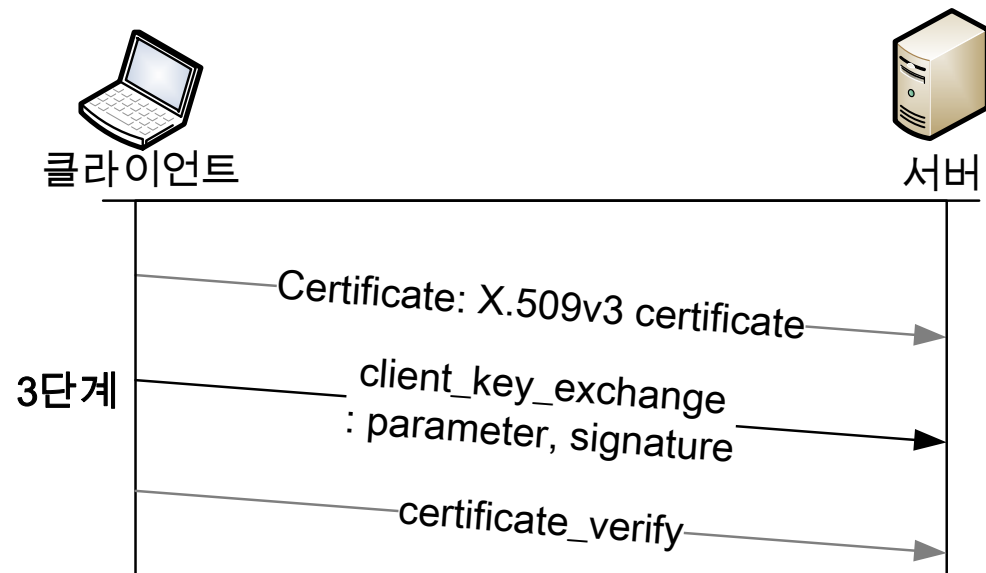 클라이언트
서버
Certificate: X.509v3 certificate
3단계
client_key_exchange
: parameter, signature
certificate_verify